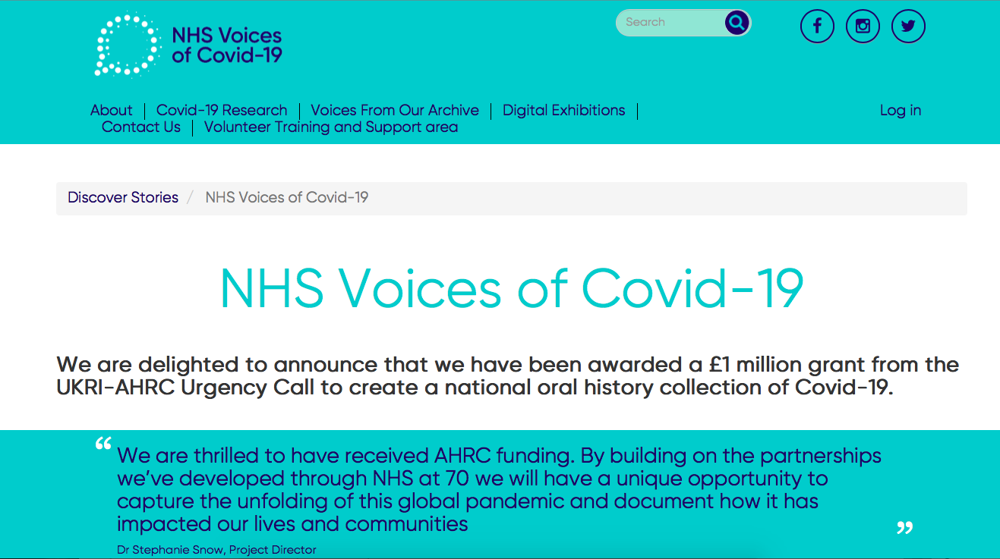 NHS Voices
of Covid-19
Search
About
Covid-19 Research
Voices From Our Archive
Digital Exhibitions
Log in
Contact Us
Volunteer Training and Support area
Discover Stories / NHS Voices of Covid-19
NHS Voices of Covid-19
We are delighted to announce that we have been awarded a £1 million grant from the
UKRI-AHRC Urgency Call to create a national oral history collection of Covid-19.
“We are thrilled to have received AHRC funding. By building on the partnerships
we’ve developed through NHS at 70 we will have a unique opportunity to
capture the unfolding of this global pandemic and document how it has
impacted our lives and communities”
Dr Stephanie Snow, Project Director